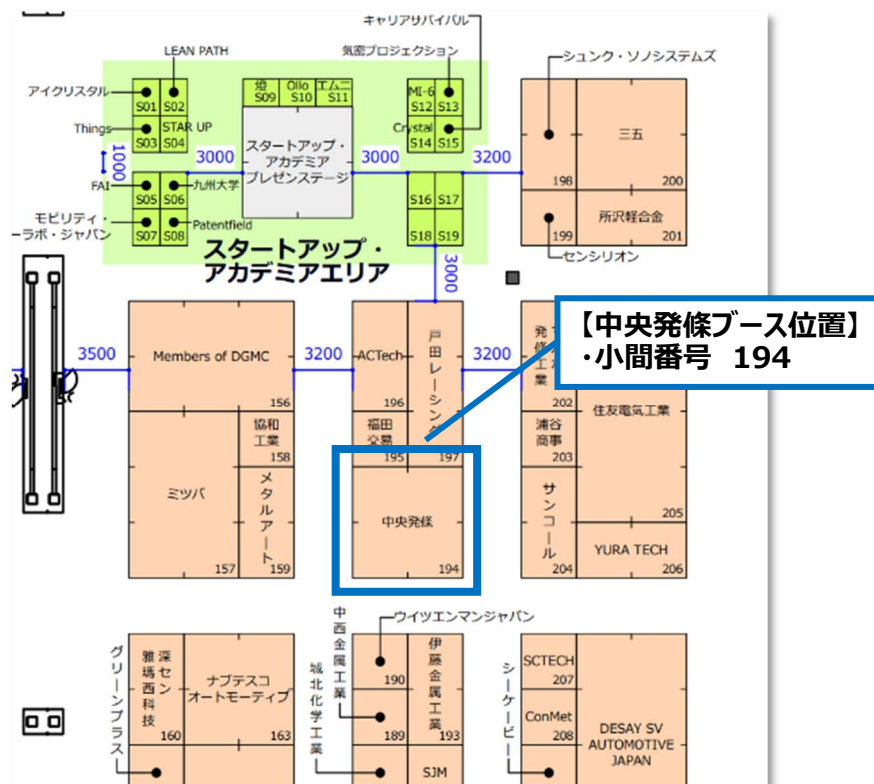 キャリアサバイバル
LEAN PATH
気密プロジェクション
シュンク・ソノシステムズ
アイクリスタル
S01
S02
燈
S09
Ollo
S10
エムニ
S11
MI-6
S12
S13
Things
S03
STAR UP
S04
スタートアップ・
アカデミア
プレゼンステージ
Crystal
S14
S15
三五
1000
3000
3000
3200
198
200
FAI
S05
S06
九州大学
S16
S17
モビリティ・
ーラボ・ジャパン
S07
S08
Patentfield
S18
S19
199
所沢軽合金
201
センシリオン
スタートアップ・
アカデミアエリア
3000
【中央発條ブース位置】
・小間番号 194
3500
Members of DGMC
156
3200
ACTech
196
戸田レーシング
197
3200
発條工業
202
住友電気工業
205
協和
工業
158
福田
交易
195
浦谷
商事
203
ミツバ
157
メタルアート
159
中央発條
194
サンコール
204
YURA TECH
206
グリーンプラス
深セン
雅瑪西科技
160
ナブテスコ
オートモーティブ
163
城北化学工業
中西金属工業
ウイツエンマンジャパン
190
189
伊藤金属工業
193
SJM
シーケービー
SCTECH
207
ConMet
208
DESAY SV
AUTOMOTIVE
JAPAN